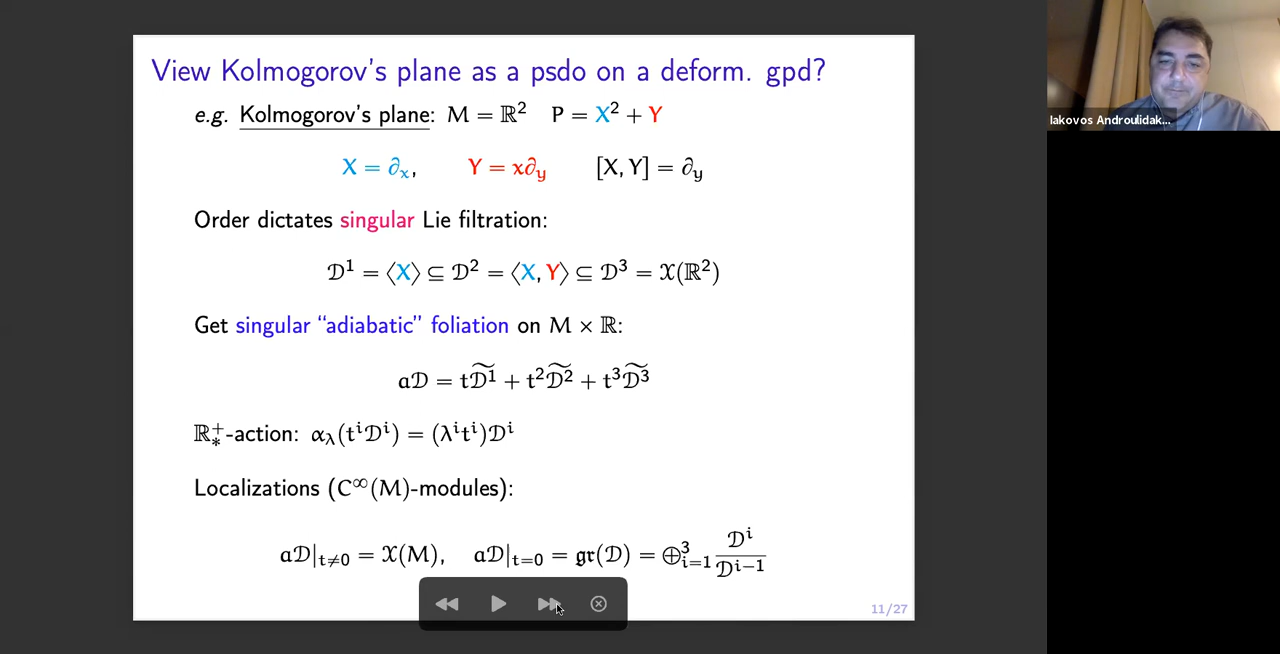 View Kolmogorov's plane as a psdo on a deform. gpd?
e.g. Kolmogorov's plane: M = ℝ² P = X² + Y
X = ∂ₓ, Y = x∂ᵧ [X, Y] = ∂ᵧ
Order dictates singular Lie filtration:
𝒟¹ = ⟨X⟩ ⊆ 𝒟² = ⟨X, Y⟩ ⊆ 𝒟³ = 𝒳(ℝ²)
Get singular “adiabatic” foliation on M × ℝ:
a𝒟 = t𝒟̃¹ + t²𝒟̃² + t³𝒟̃³
ℝ₊*-action: α_λ(tⁱ𝒟ⁱ) = (λⁱtⁱ)𝒟ⁱ
Localizations (C^∞(M)-modules):
a𝒟|ₜ≠₀ = 𝒳(M), a𝒟|ₜ₌₀ = 𝔤𝔯(𝒟) = ⊕³ᵢ₌₁ 𝒟ⁱ/𝒟ⁱ⁻¹
11/27
Iakovos Androulidak...